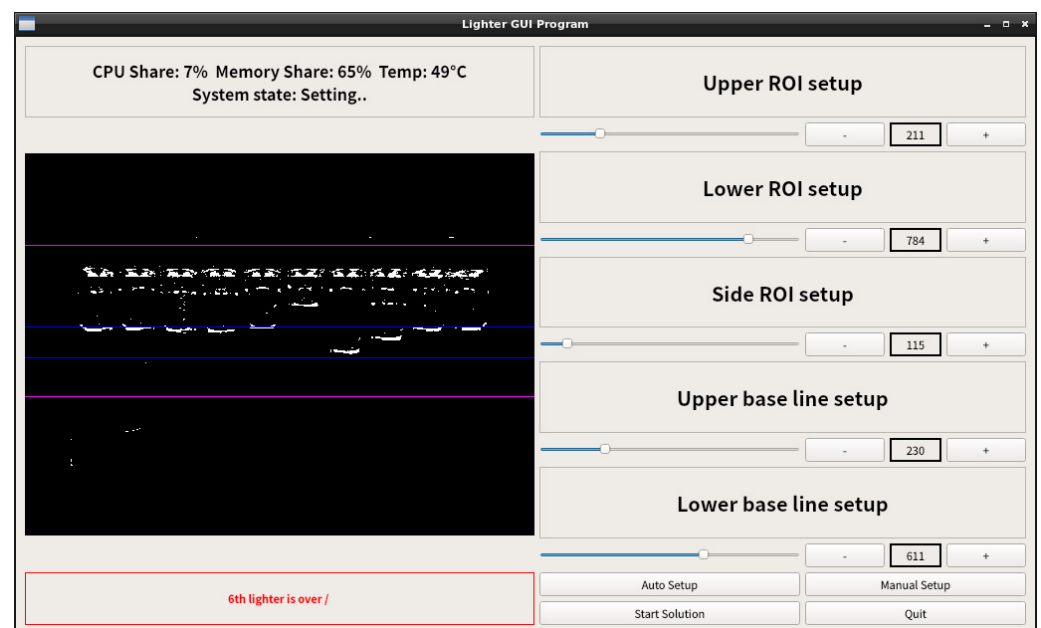 Lighter GUI Program
CPU Share: 7% Memory Share: 65% Temp: 49°C
System state: Setting..
Upper ROI setup
- 211 +
Lower ROI setup
- 784 +
Side ROI setup
- 115 +
Upper base line setup
- 230 +
Lower base line setup
- 611 +
6th lighter is over /
Auto Setup Manual Setup
Start Solution Quit